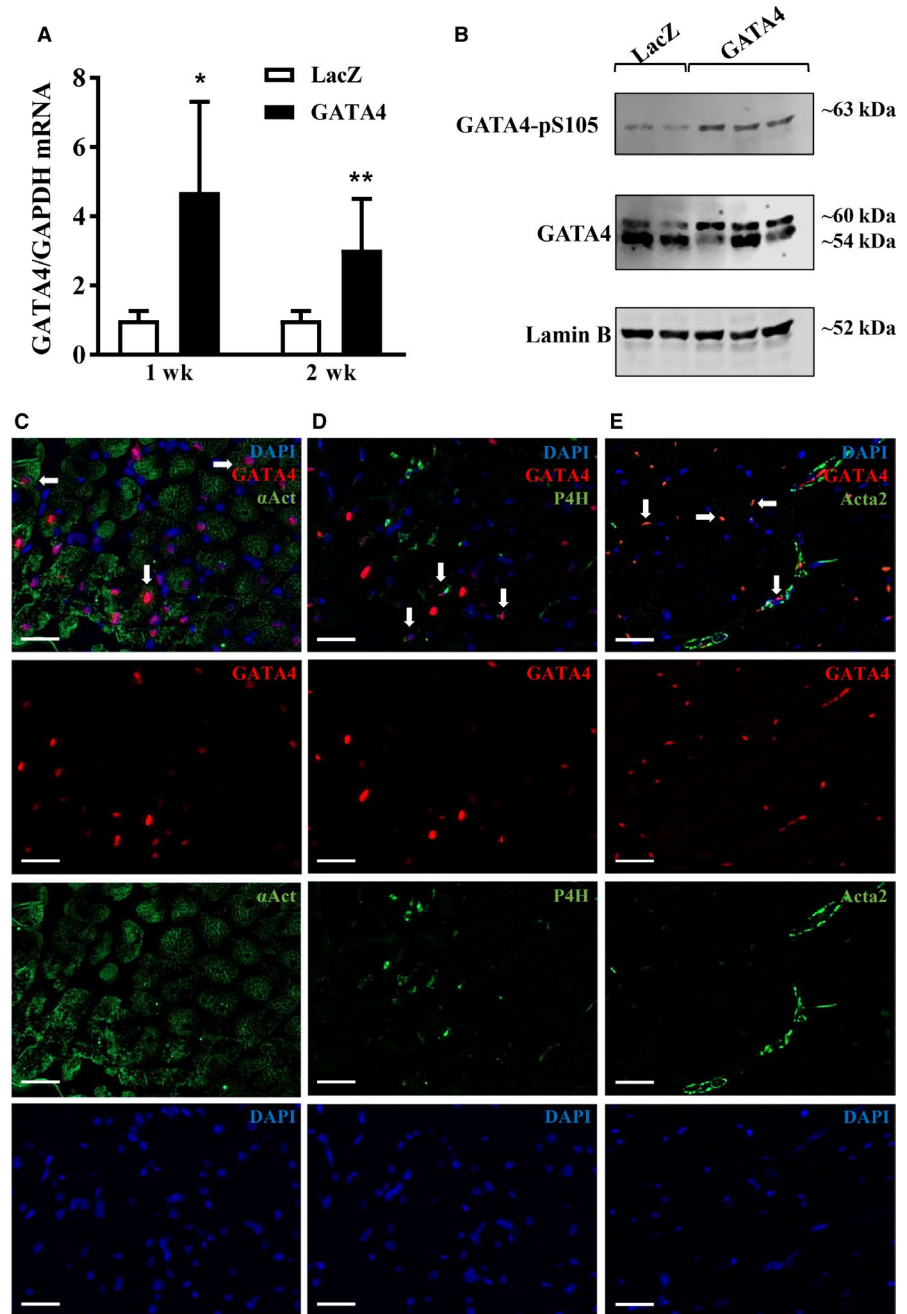 A
GATA4/GAPDH mRNA
8
6
4
2
0
*
**
LacZ
GATA4
1 wk
2 wk
B
LacZ
GATA4
GATA4-pS105
~63 kDa
GATA4
~60 kDa
~54 kDa
Lamin B
~52 kDa
C
DAPI
GATA4
αAct
D
DAPI
GATA4
P4H
E
DAPI
GATA4
Acta2
GATA4
GATA4
GATA4
αAct
P4H
Acta2
DAPI
DAPI
DAPI